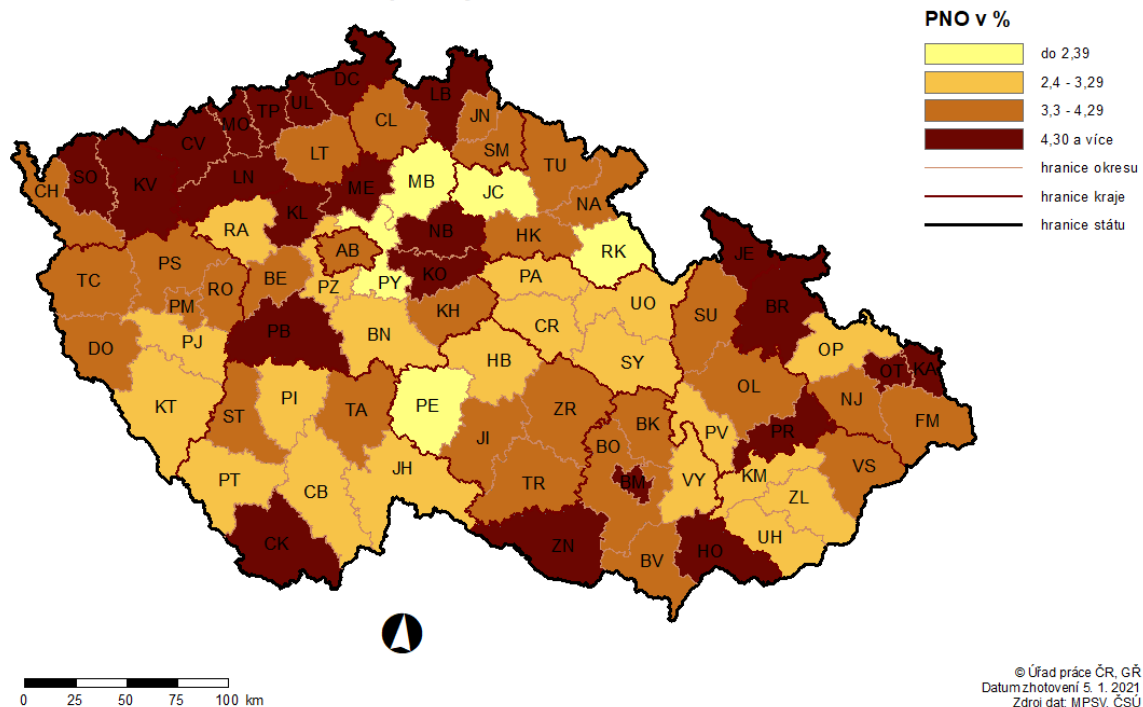 PNO v %
do 2,39
2,4 - 3,29
3,3 - 4,29
4,30 a více
hranice okresu
hranice kraje
hranice státu
DC
LB
UL
TP
MO
CL
JN
CV
LT
SM
TU
SO
KV
LN
ME
MB
JC
CH
NA
KL
RA
NB
HK
RK
AB
JE
TC
PS
BE
KO
PY
PZ
PA
RO
UO
BR
PM
KH
SU
PB
CR
DO
PJ
BN
OP
HB
SY
OT
KA
OL
NJ
KT
PI
TA
PE
ZR
ST
BK
FM
JI
BO
PV
PR
VS
PT
JH
TR
BM
VY
KM
CB
ZL
UH
CK
ZN
HO
BV
0 25 50 75 100 km
© Úřad práce ČR, GŘ
Datum zhotovení 5. 1. 2021
Zdroj dat: MPSV, ČSÚ